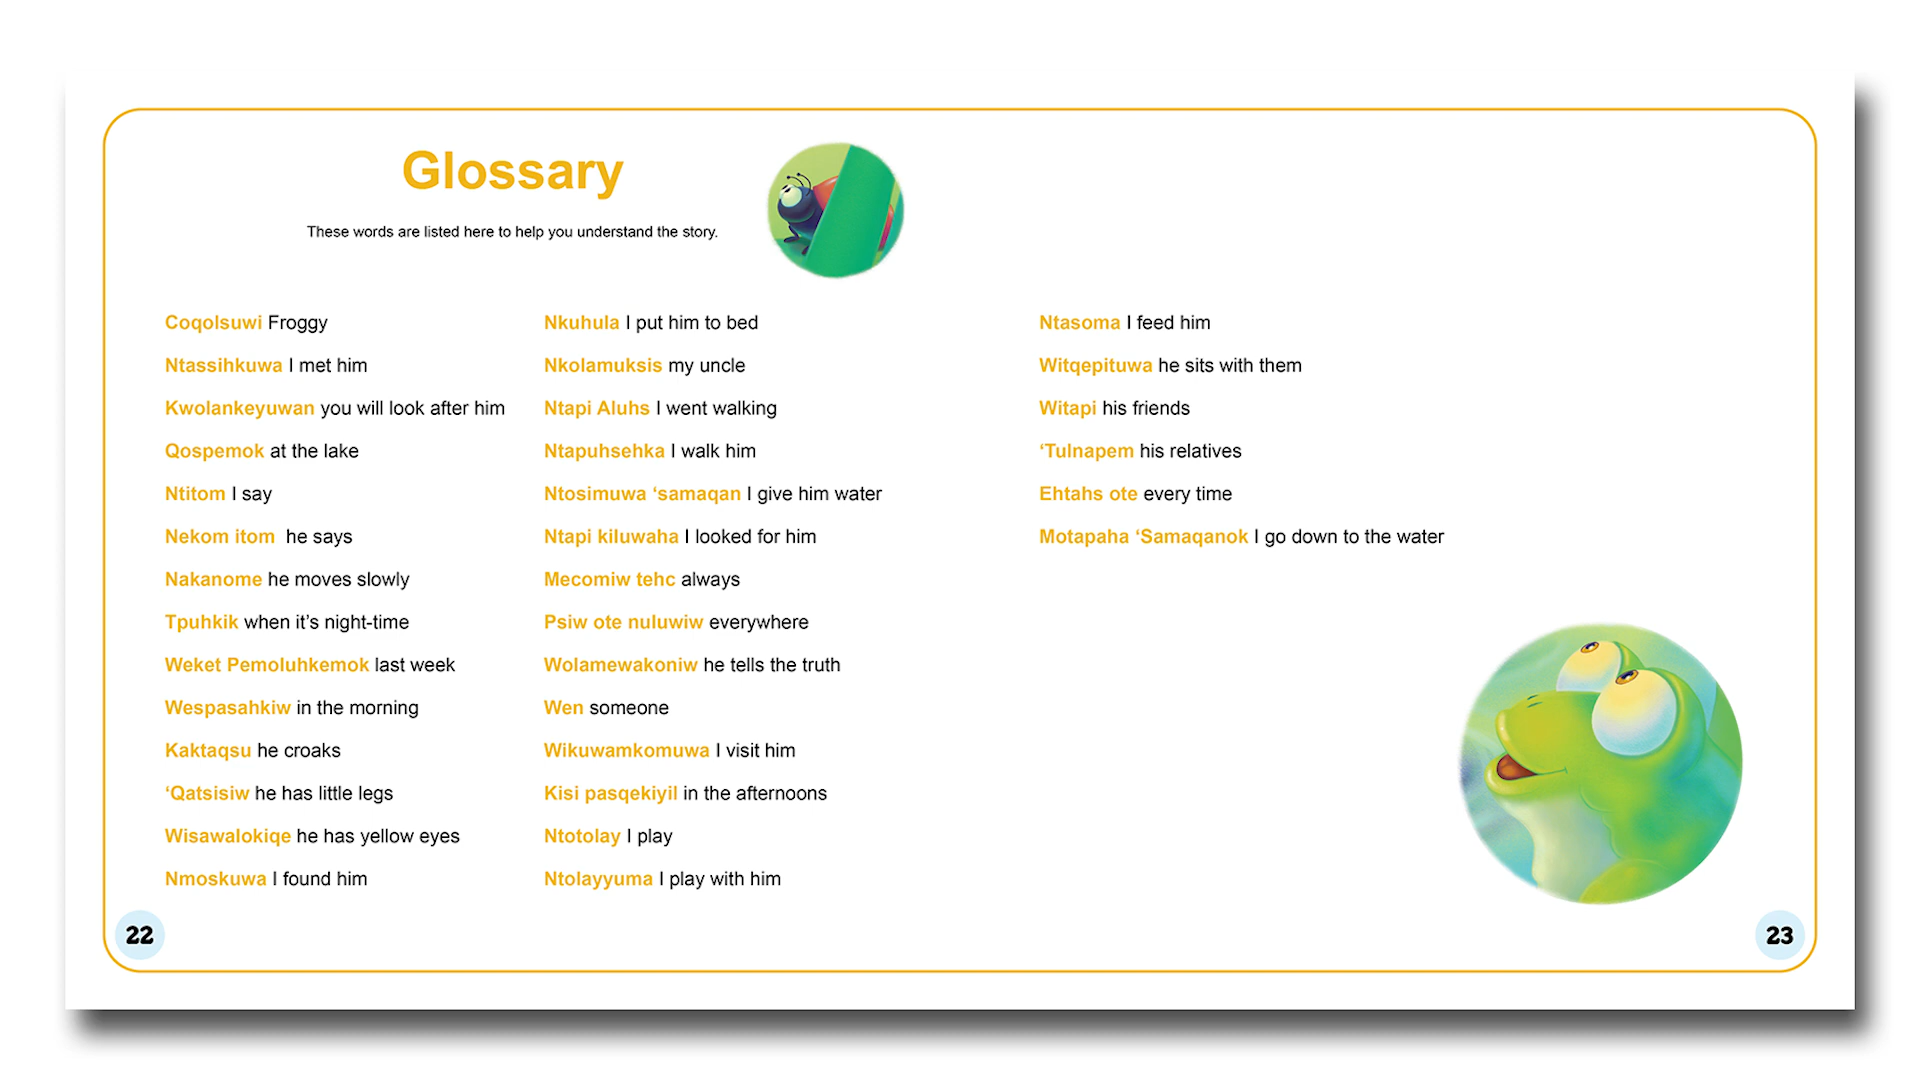 Glossary
These words are listed here to help you understand the story.
Coqolsuwi Froggy
Ntassihkuwa I met him
Kwolankeyuwan you will look after him
Qospemok at the lake
Ntitom I say
Nekom itom he says
Nakanome he moves slowly
Tpuhkik when it’s night-time
Weket Pemoluhkemok last week
Wespasahkiw in the morning
Kaktaqsu he croaks
‘Qatsisiw he has little legs
Wisawalokiqe he has yellow eyes
Nmoskuwa I found him
Nkuhula I put him to bed
Nkolamuksis my uncle
Ntapi Aluhs I went walking
Ntapuhsehka I walk him
Ntosimuwa ‘samaqan I give him water
Ntapi kiluwaha I looked for him
Mecomiw tehc always
Psiw ote nuluwiw everywhere
Wolamewakoniw he tells the truth
Wen someone
Wikuwamkomuwa I visit him
Kisi pasqekiyil in the afternoons
Ntotolay I play
Ntolayyuma I play with him
22
Ntasoma I feed him
Witqepituwa he sits with them
Witapi his friends
‘Tulnapem his relatives
Ehtahs ote every time
Motapaha ‘Samaqanok I go down to the water
23